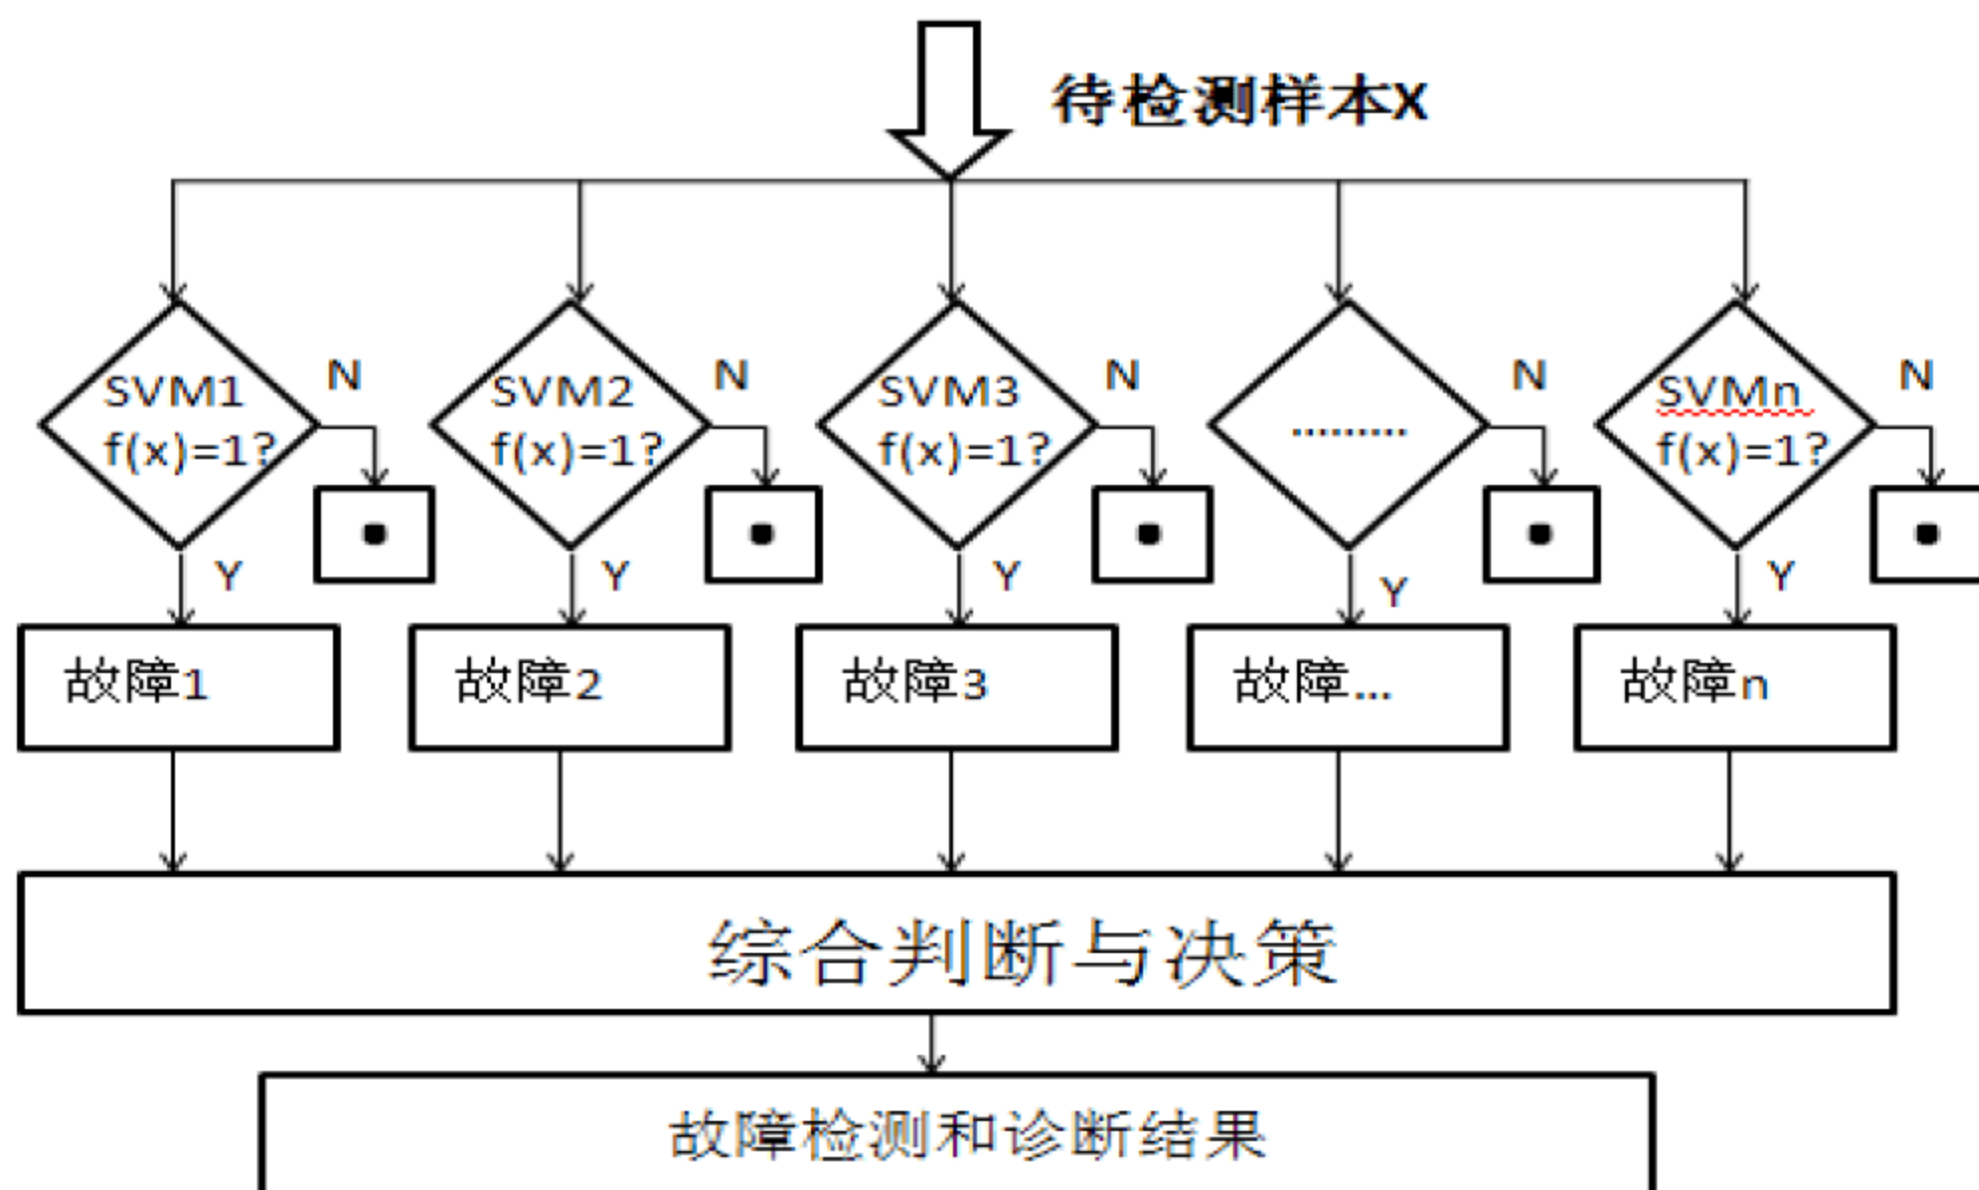 待检测样本X
SVM1
f(x)=1?
N
Y
SVM2
f(x)=1?
N
Y
SVM3
f(x)=1?
N
Y
.........
N
Y
SVMn
f(x)=1?
N
Y
故障1
故障2
故障3
故障...
故障n
综合判断与决策
故障检测和诊断结果